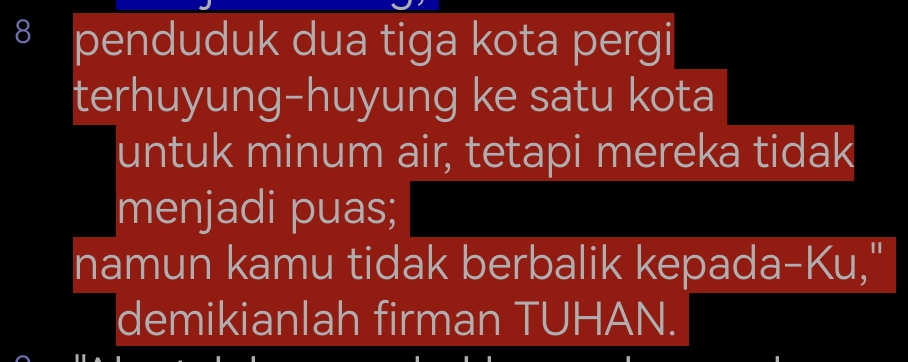 8 penduduk dua tiga kota pergi
terhuyung-huyung ke satu kota
untuk minum air, tetapi mereka tidak
menjadi puas;
namun kamu tidak berbalik kepada-Ku,"
demikianlah firman TUHAN.